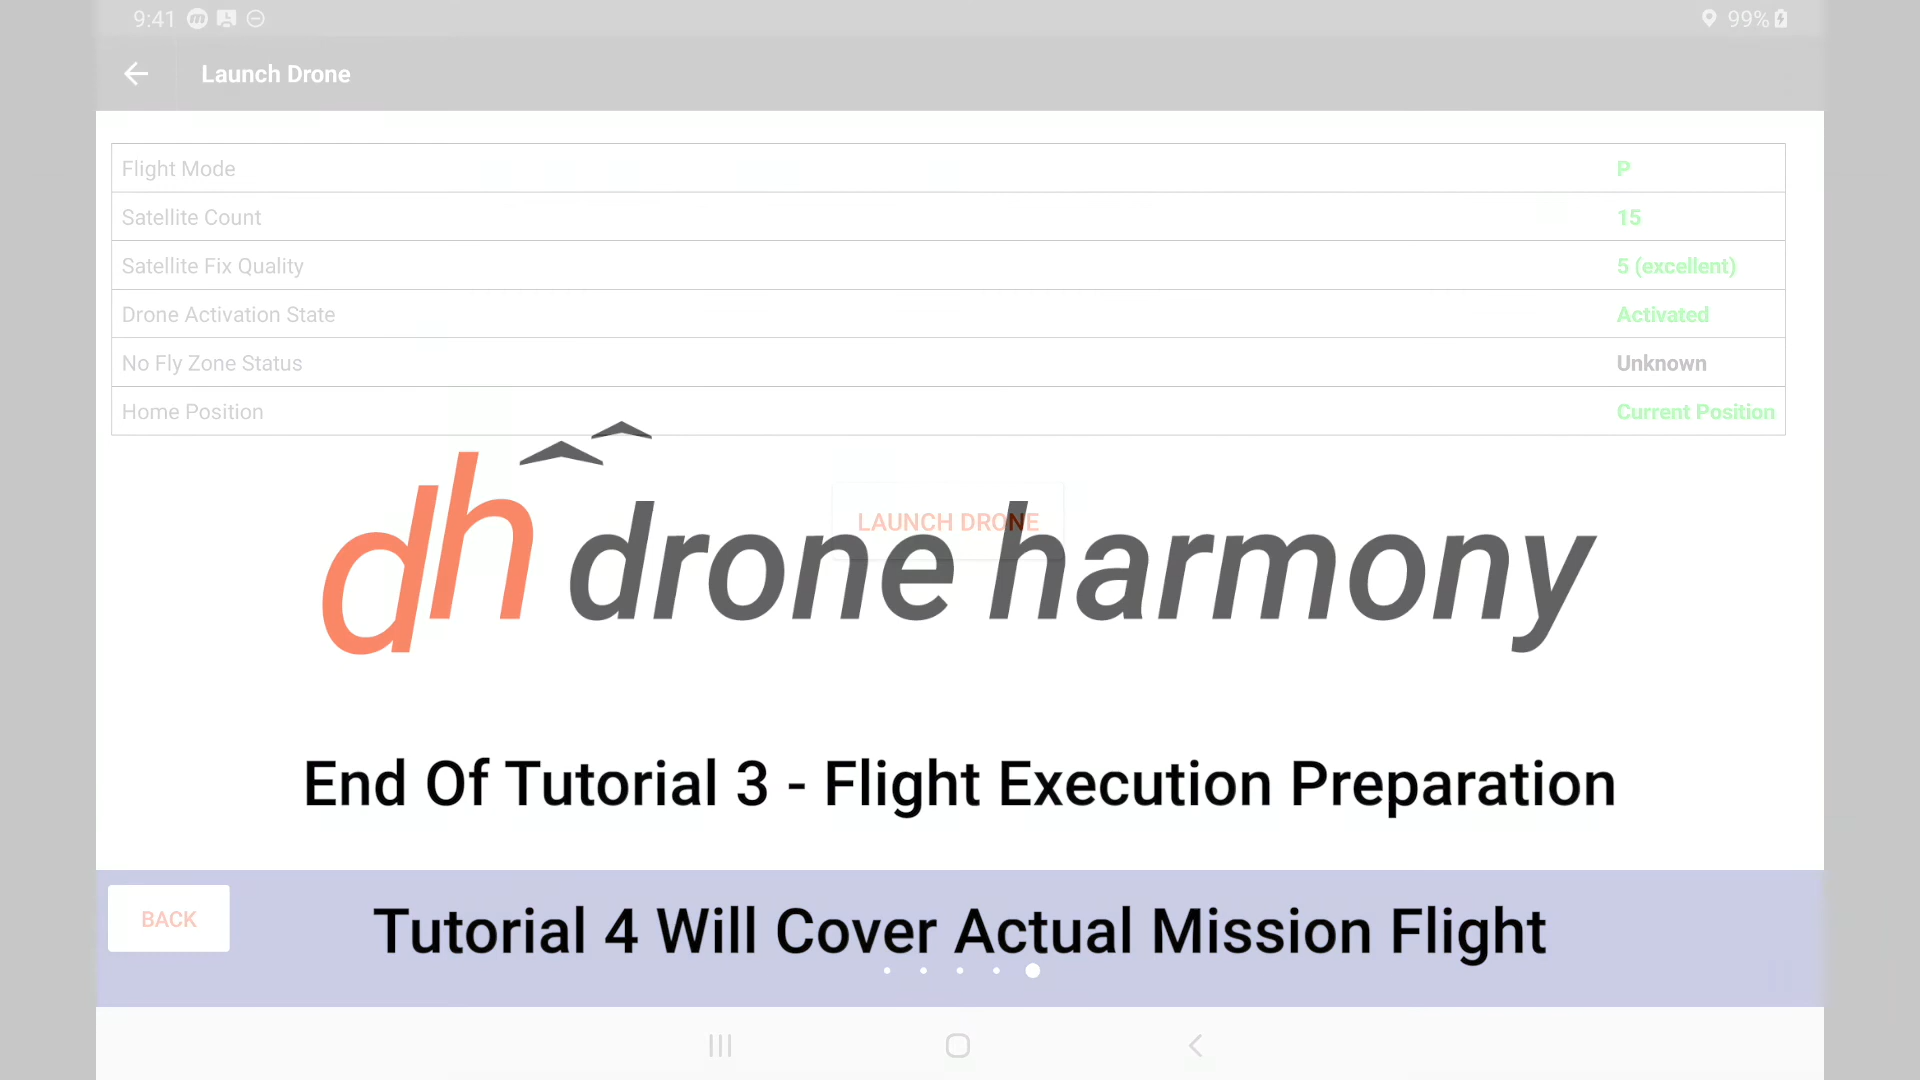 9:41
99%
Launch Drone
Flight Mode P
Satellite Count 15
Satellite Fix Quality 5 (excellent)
Drone Activation State Activated
No Fly Zone Status Unknown
Home Position Current Position
LAUNCH DRONE
dh drone harmony
End Of Tutorial 3 - Flight Execution Preparation
BACK
Tutorial 4 Will Cover Actual Mission Flight